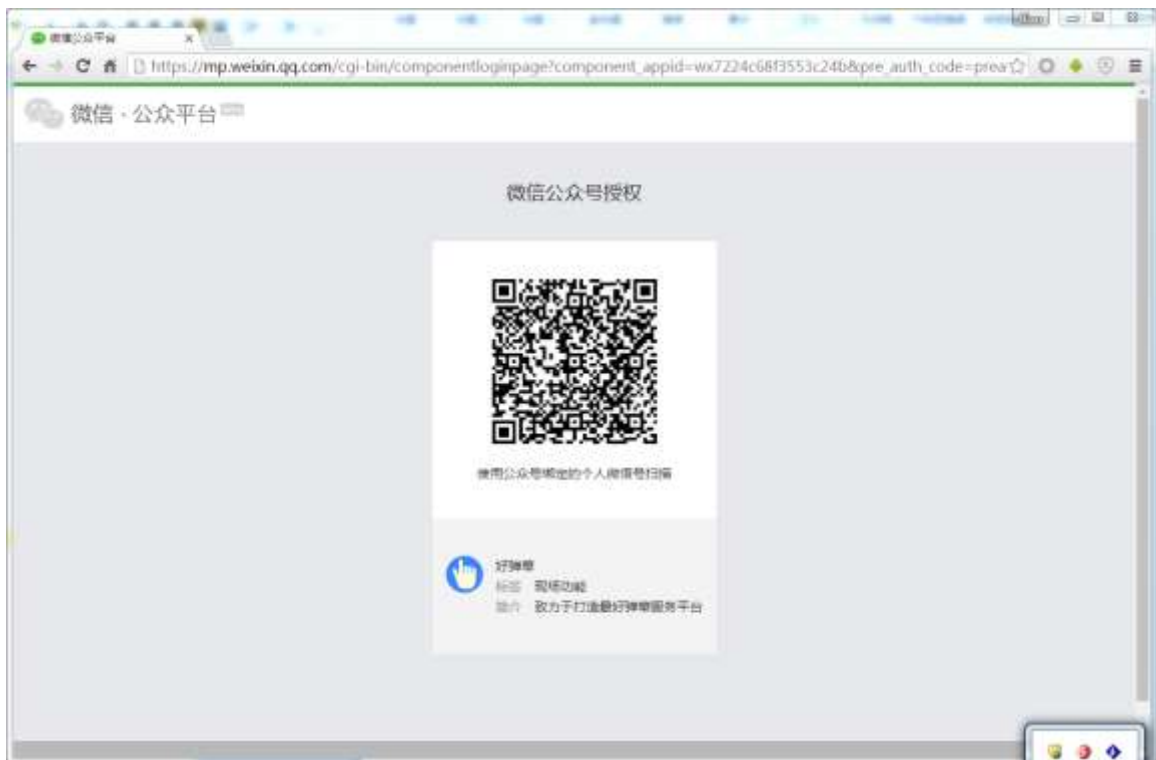 微信公众平台
https://mp.weixin.qq.com/cgi-bin/componentloginpage?component_appid=wx7224c68f3553c24b&pre_auth_code=prea
微信·公众平台
微信公众号授权
使用公众号绑定的个人微信号扫描
好弹幕
标签 现场功能
简介 致力于打造最好弹幕服务平台